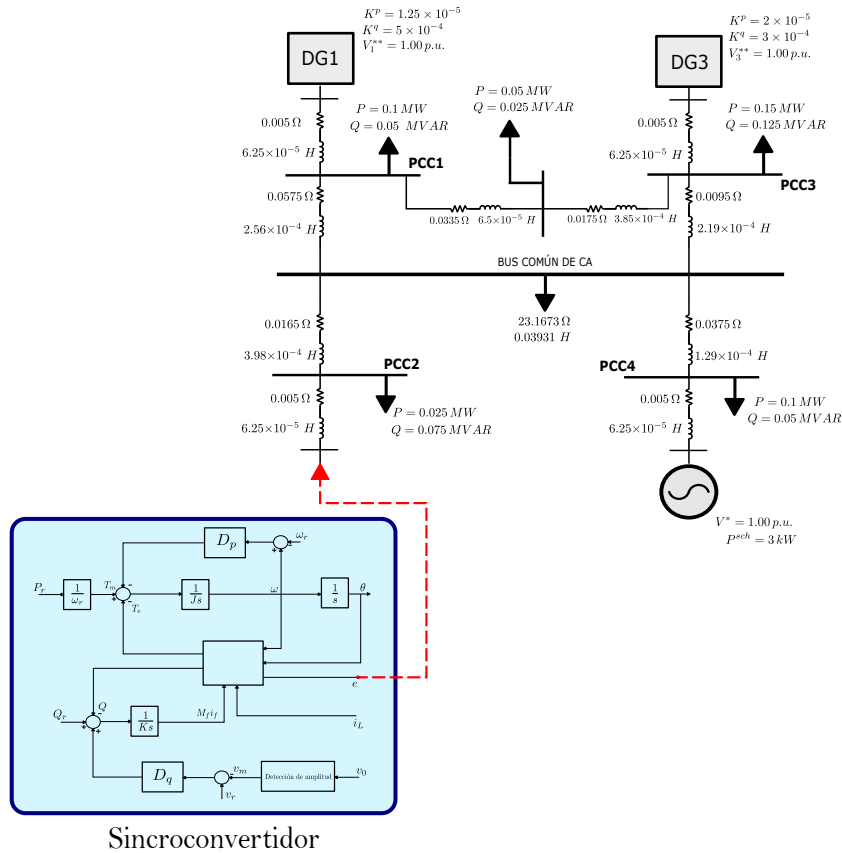 K^p = 1.25 × 10^-5
K^q = 5 × 10^-4
V_1^** = 1.00 p.u.
DG1
K^p = 2 × 10^-5
K^q = 3 × 10^-4
V_3^** = 1.00 p.u.
DG3
P = 0.05 MW
Q = 0.025 MVAR
P = 0.1 MW
Q = 0.05 MVAR
P = 0.15 MW
Q = 0.125 MVAR
0.005 Ω
0.005 Ω
6.25×10^-5 H
6.25×10^-5 H
PCC1
PCC3
0.0575 Ω
0.0095 Ω
0.0335 Ω
6.5×10^-5 H
0.0175 Ω
3.85×10^-4 H
2.56×10^-4 H
2.19×10^-4 H
BUS COMÚN DE CA
23.1673 Ω
0.03931 H
0.0165 Ω
0.0375 Ω
3.98×10^-4 H
1.29×10^-4 H
PCC2
PCC4
0.005 Ω
0.005 Ω
P = 0.025 MW
Q = 0.075 MVAR
P = 0.1 MW
Q = 0.05 MVAR
6.25×10^-5 H
6.25×10^-5 H
V^* = 1.00 p.u.
P^sch = 3 kW
D_p
ω_r
+
-
P_r
1/ω_r
T_m
+
-
-
T_e
1/Js
ω
1/s
θ
e
Q_r
Q
-
+
+
1/Ks
M_f i_f
i_L
D_q
v_m
-
+
v_r
Detección de amplitud
v_0
Sincroconvertidor